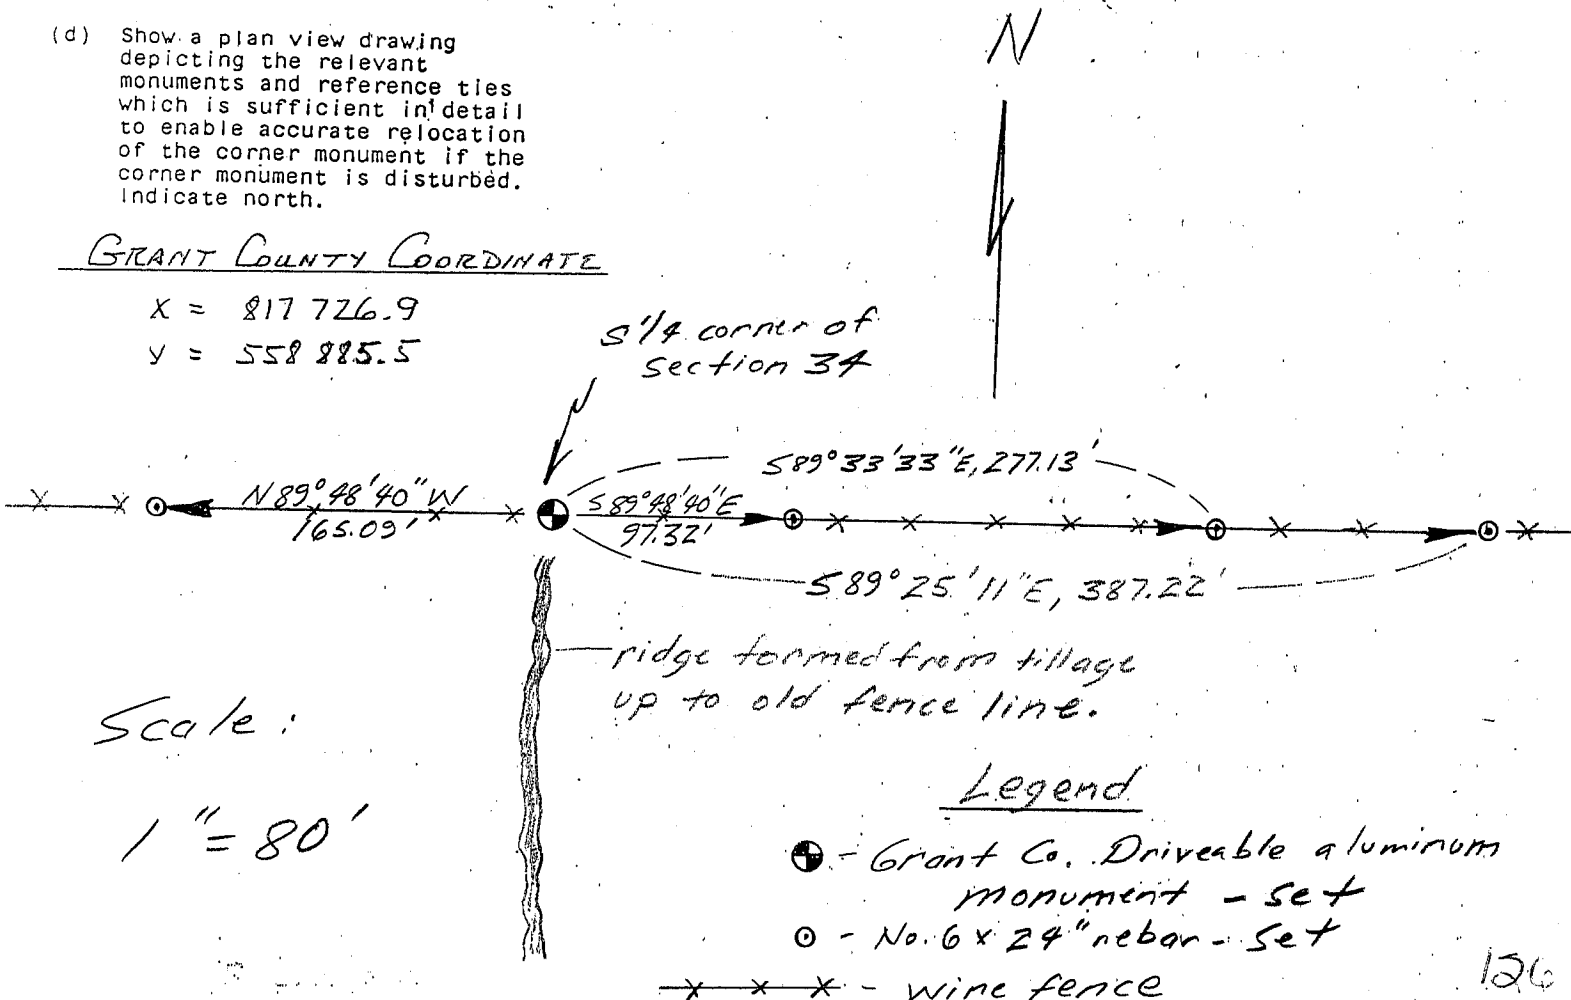 (d) Show a plan view drawing
depicting the relevant
monuments and reference ties
which is sufficient in detail
to enable accurate relocation
of the corner monument if the
corner monument is disturbed.
Indicate north.
N
GRANT COUNTY COORDINATE
X = 817 726.9
Y = 558 885.5
S 1/4 corner of
section 34
S89°33'33"E, 277.13'
N89°48'40"W
165.09'
S89°48'40"E
97.32'
S89°25'11"E, 387.22'
ridge formed from tillage
up to old fence line.
Scale:
1" = 80'
Legend
- Grant Co. Driveable aluminum
monument - set
- No. 6 x 24" rebar - set
- wire fence
126